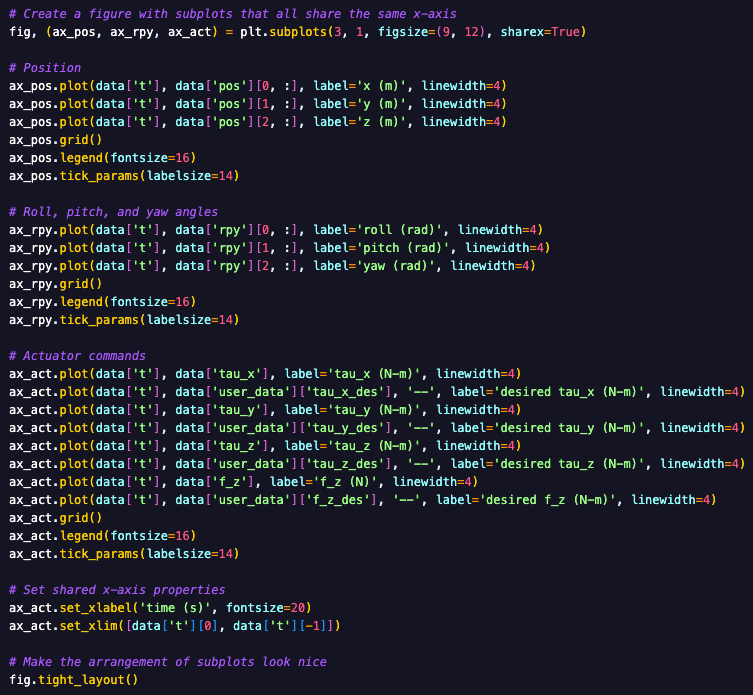 # Create a figure with subplots that all share the same x-axis
fig, (ax_pos, ax_rpy, ax_act) = plt.subplots(3, 1, figsize=(9, 12), sharex=True)

# Position
ax_pos.plot(data['t'], data['pos'][0, :], label='x (m)', linewidth=4)
ax_pos.plot(data['t'], data['pos'][1, :], label='y (m)', linewidth=4)
ax_pos.plot(data['t'], data['pos'][2, :], label='z (m)', linewidth=4)
ax_pos.grid()
ax_pos.legend(fontsize=16)
ax_pos.tick_params(labelsize=14)

# Roll, pitch, and yaw angles
ax_rpy.plot(data['t'], data['rpy'][0, :], label='roll (rad)', linewidth=4)
ax_rpy.plot(data['t'], data['rpy'][1, :], label='pitch (rad)', linewidth=4)
ax_rpy.plot(data['t'], data['rpy'][2, :], label='yaw (rad)', linewidth=4)
ax_rpy.grid()
ax_rpy.legend(fontsize=16)
ax_rpy.tick_params(labelsize=14)

# Actuator commands
ax_act.plot(data['t'], data['tau_x'], label='tau_x (N-m)', linewidth=4)
ax_act.plot(data['t'], data['user_data']['tau_x_des'], '--', label='desired tau_x (N-m)', linewidth=4)
ax_act.plot(data['t'], data['tau_y'], label='tau_y (N-m)', linewidth=4)
ax_act.plot(data['t'], data['user_data']['tau_y_des'], '--', label='desired tau_y (N-m)', linewidth=4)
ax_act.plot(data['t'], data['tau_z'], label='tau_z (N-m)', linewidth=4)
ax_act.plot(data['t'], data['user_data']['tau_z_des'], '--', label='desired tau_z (N-m)', linewidth=4)
ax_act.plot(data['t'], data['f_z'], label='f_z (N)', linewidth=4)
ax_act.plot(data['t'], data['user_data']['f_z_des'], '--', label='desired f_z (N-m)', linewidth=4)
ax_act.grid()
ax_act.legend(fontsize=16)
ax_act.tick_params(labelsize=14)

# Set shared x-axis properties
ax_act.set_xlabel('time (s)', fontsize=20)
ax_act.set_xlim([data['t'][0], data['t'][-1]])

# Make the arrangement of subplots look nice
fig.tight_layout()